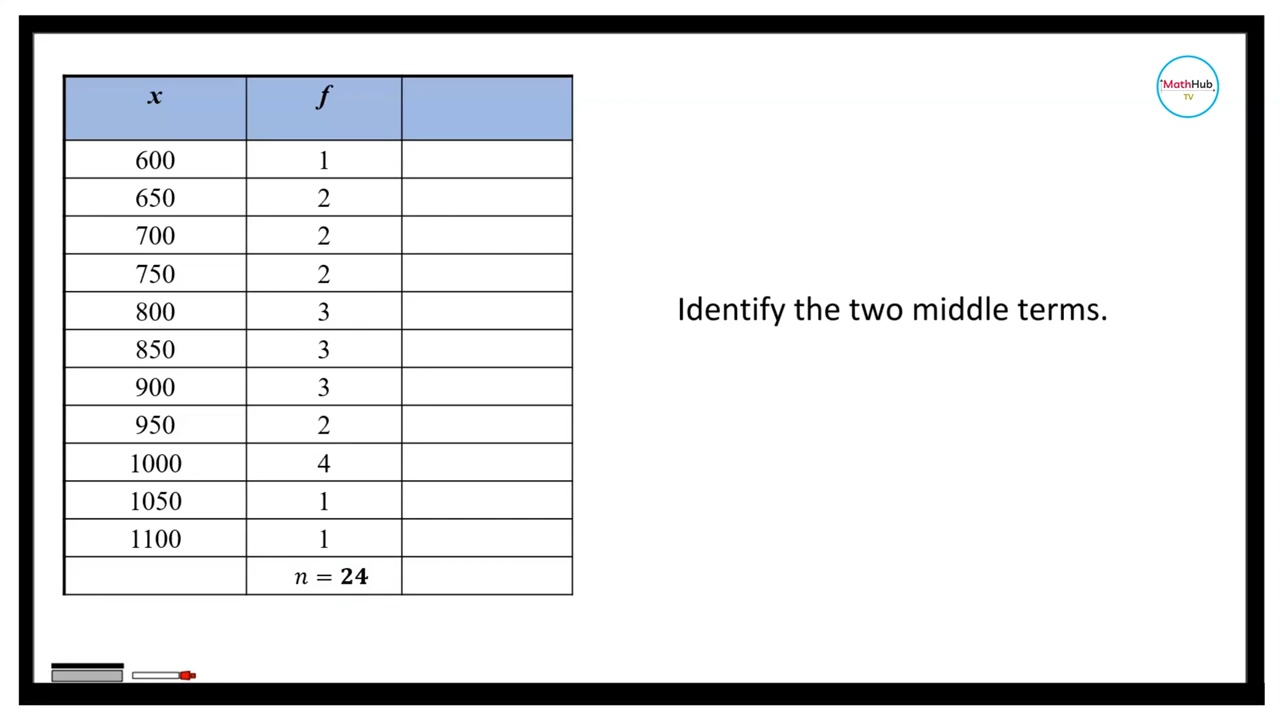 MathHub
TV
x f
600 1
650 2
700 2
750 2
800 3
850 3
900 3
950 2
1000 4
1050 1
1100 1
n = 24
Identify the two middle terms.